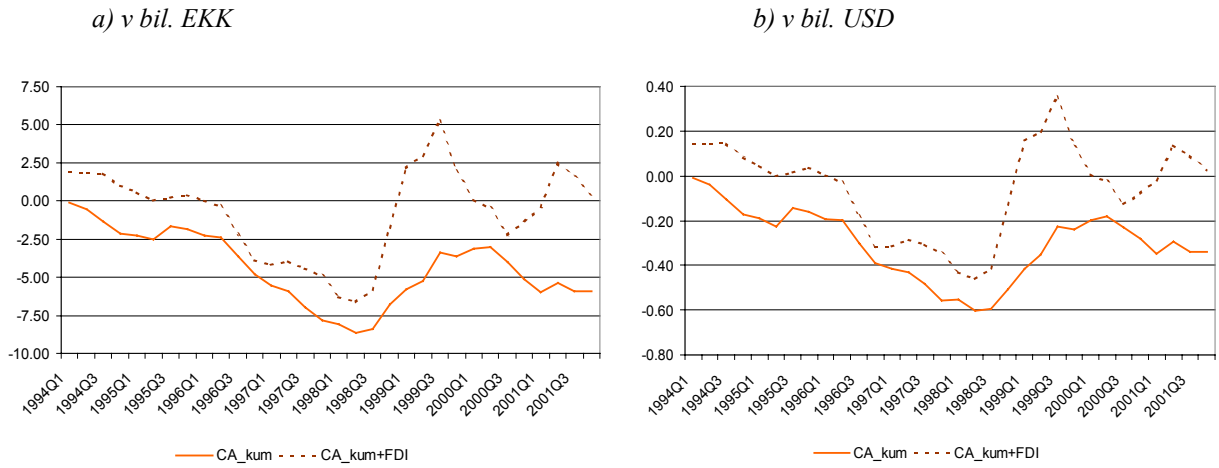 a) v bil. EKK
7.50
5.00
2.50
0.00
-2.50
-5.00
-7.50
-10.00
1994Q1
1994Q3
1995Q1
1995Q3
1996Q1
1996Q3
1997Q1
1997Q3
1998Q1
1998Q3
1999Q1
1999Q3
2000Q1
2000Q3
2001Q1
2001Q3
CA_kum CA_kum+FDI
b) v bil. USD
0.40
0.20
0.00
-0.20
-0.40
-0.60
-0.80
1994Q1
1994Q3
1995Q1
1995Q3
1996Q1
1996Q3
1997Q1
1997Q3
1998Q1
1998Q3
1999Q1
1999Q3
2000Q1
2000Q3
2001Q1
2001Q3
CA_kum CA_kum+FDI